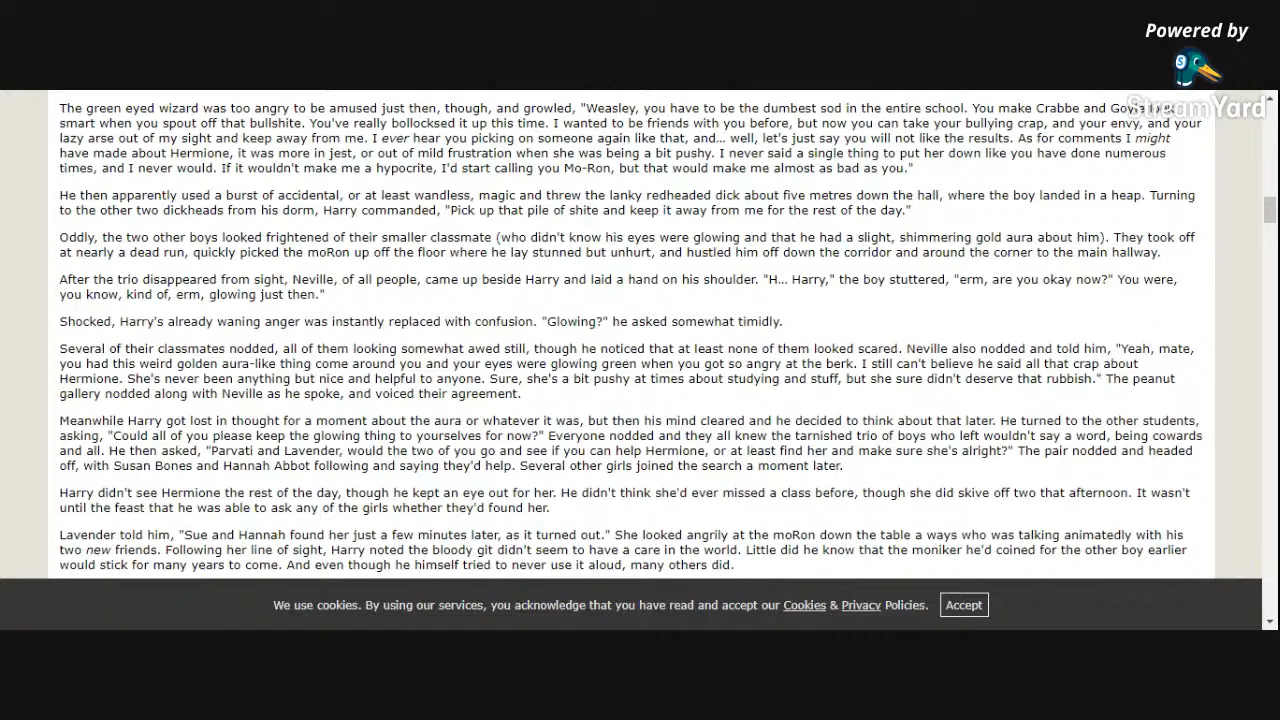 Powered by
StreamYard
The green eyed wizard was too angry to be amused just then, though, and growled, "Weasley, you have to be the dumbest sod in the entire school. You make Crabbe and Goyle
smart when you spout off that bullshite. You've really bollocksed it up this time. I wanted to be friends with you before, but now you can take your bullying crap, and your envy, and your
lazy arse out of my sight and keep away from me. I ever hear you picking on someone again like that, and... well, let's just say you will not like the results. As for comments I might
have made about Hermione, it was more in jest, or out of mild frustration when she was being a bit pushy. I never said a single thing to put her down like you have done numerous
times, and I never would. If it wouldn't make me a hypocrite, I'd start calling you Mo-Ron, but that would make me almost as bad as you."
He then apparently used a burst of accidental, or at least wandless, magic and threw the lanky redheaded dick about five metres down the hall, where the boy landed in a heap. Turning
to the other two dickheads from his dorm, Harry commanded, "Pick up that pile of shite and keep it away from me for the rest of the day."
Oddly, the two other boys looked frightened of their smaller classmate (who didn't know his eyes were glowing and that he had a slight, shimmering gold aura about him). They took off
at nearly a dead run, quickly picked the moRon up off the floor where he lay stunned but unhurt, and hustled him off down the corridor and around the corner to the main hallway.
After the trio disappeared from sight, Neville, of all people, came up beside Harry and laid a hand on his shoulder. "H... Harry," the boy stuttered, "erm, are you okay now?" You were,
you know, kind of, erm, glowing just then."
Shocked, Harry's already waning anger was instantly replaced with confusion. "Glowing?" he asked somewhat timidly.
Several of their classmates nodded, all of them looking somewhat awed still, though he noticed that at least none of them looked scared. Neville also nodded and told him, "Yeah, mate,
you had this weird golden aura-like thing come around you and your eyes were glowing green when you got so angry at the berk. I still can't believe he said all that crap about
Hermione. She's never been anything but nice and helpful to anyone. Sure, she's a bit pushy at times about studying and stuff, but she sure didn't deserve that rubbish." The peanut
gallery nodded along with Neville as he spoke, and voiced their agreement.
Meanwhile Harry got lost in thought for a moment about the aura or whatever it was, but then his mind cleared and he decided to think about that later. He turned to the other students,
asking, "Could all of you please keep the glowing thing to yourselves for now?" Everyone nodded and they all knew the tarnished trio of boys who left wouldn't say a word, being cowards
and all. He then asked, "Parvati and Lavender, would the two of you go and see if you can help Hermione, or at least find her and make sure she's alright?" The pair nodded and headed
off, with Susan Bones and Hannah Abbot following and saying they'd help. Several other girls joined the search a moment later.
Harry didn't see Hermione the rest of the day, though he kept an eye out for her. He didn't think she'd ever missed a class before, though she did skive off two that afternoon. It wasn't
until the feast that he was able to ask any of the girls whether they'd found her.
Lavender told him, "Sue and Hannah found her just a few minutes later, as it turned out." She looked angrily at the moRon down the table a ways who was talking animatedly with his
two new friends. Following her line of sight, Harry noted the bloody git didn't seem to have a care in the world. Little did he know that the moniker he'd coined for the other boy earlier
would stick for many years to come. And even though he himself tried to never use it aloud, many others did.
We use cookies. By using our services, you acknowledge that you have read and accept our Cookies & Privacy Policies.
Accept